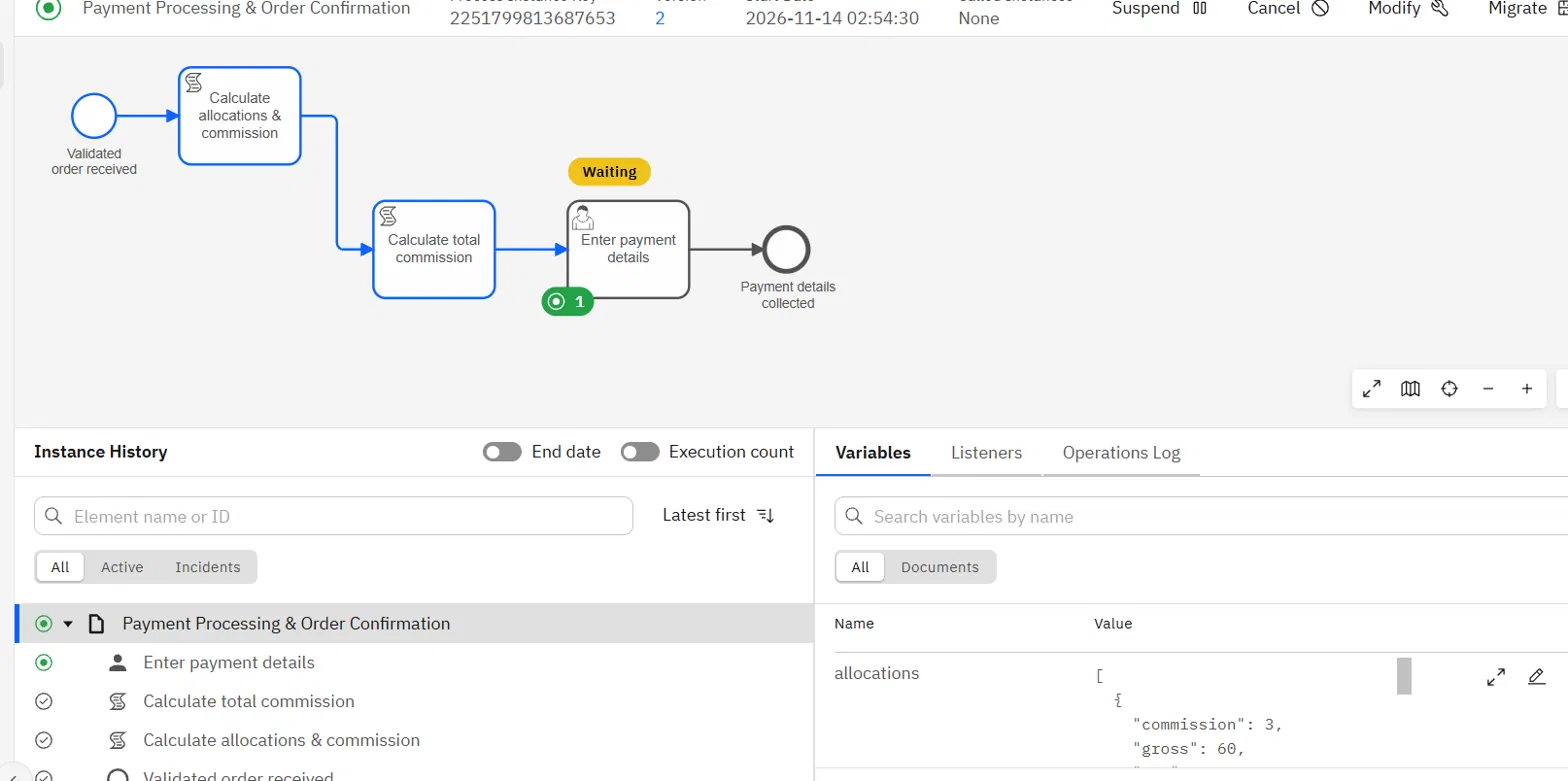 Payment Processing & Order Confirmation
2251799813687653
2
2026-11-14 02:54:30
None
Suspend
Cancel
Modify
Migrate
Validated
order received
Calculate
allocations &
commission
Calculate total
commission
Waiting
Enter payment
details
1
Payment details
collected
Instance History
End date
Execution count
Element name or ID
Latest first
All
Active
Incidents
Payment Processing & Order Confirmation
Enter payment details
Calculate total commission
Calculate allocations & commission
Validated order received
Variables
Listeners
Operations Log
Search variables by name
All
Documents
Name
Value
allocations
[
{
"commission": 3,
"gross": 60,